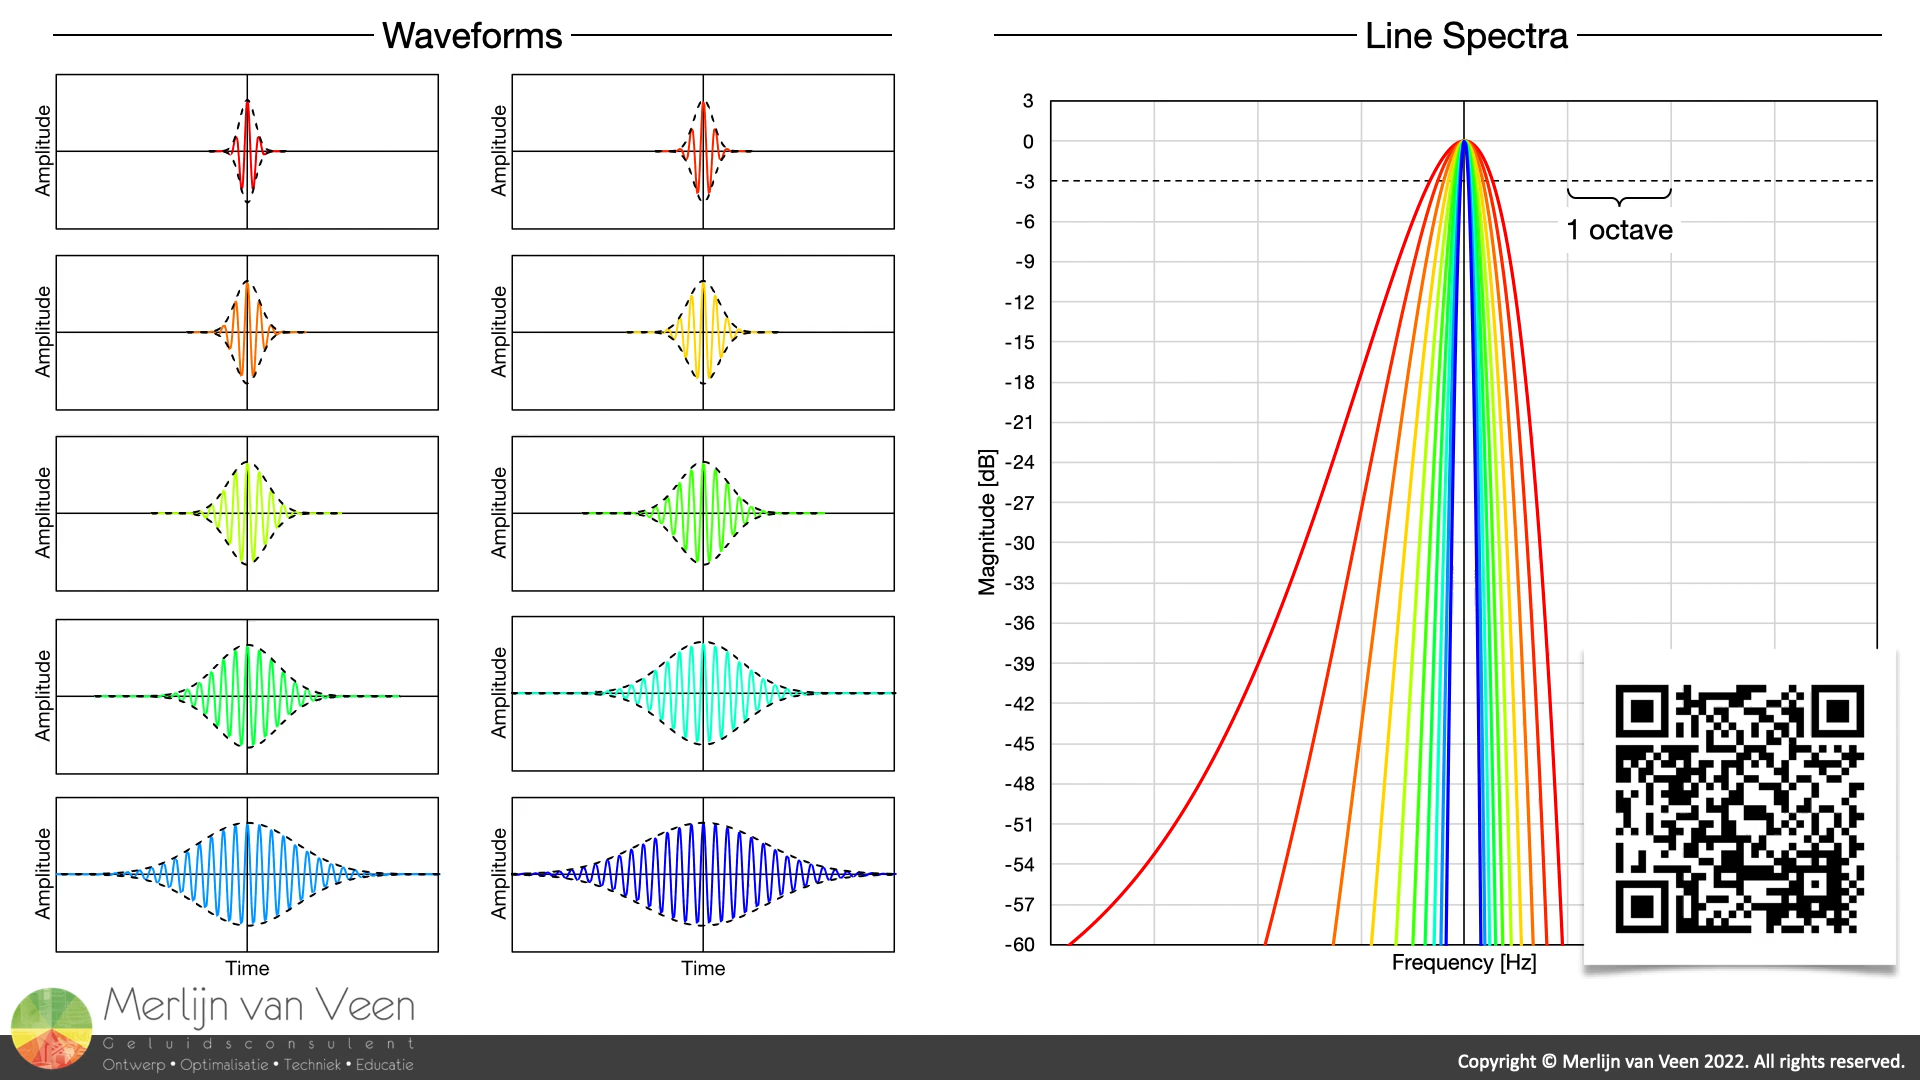 Waveforms
Amplitude
Amplitude
Amplitude
Amplitude
Amplitude
Amplitude
Amplitude
Amplitude
Amplitude
Amplitude
Time
Time
Line Spectra
3
0
-3
-6
-9
-12
-15
-18
-21
-24
-27
-30
-33
-36
-39
-42
-45
-48
-51
-54
-57
-60
Magnitude [dB]
1 octave
Frequency [Hz]
Merlijn van Veen
Geluidsconsulent
Ontwerp • Optimalisatie • Techniek • Educatie
Copyright © Merlijn van Veen 2022. All rights reserved.